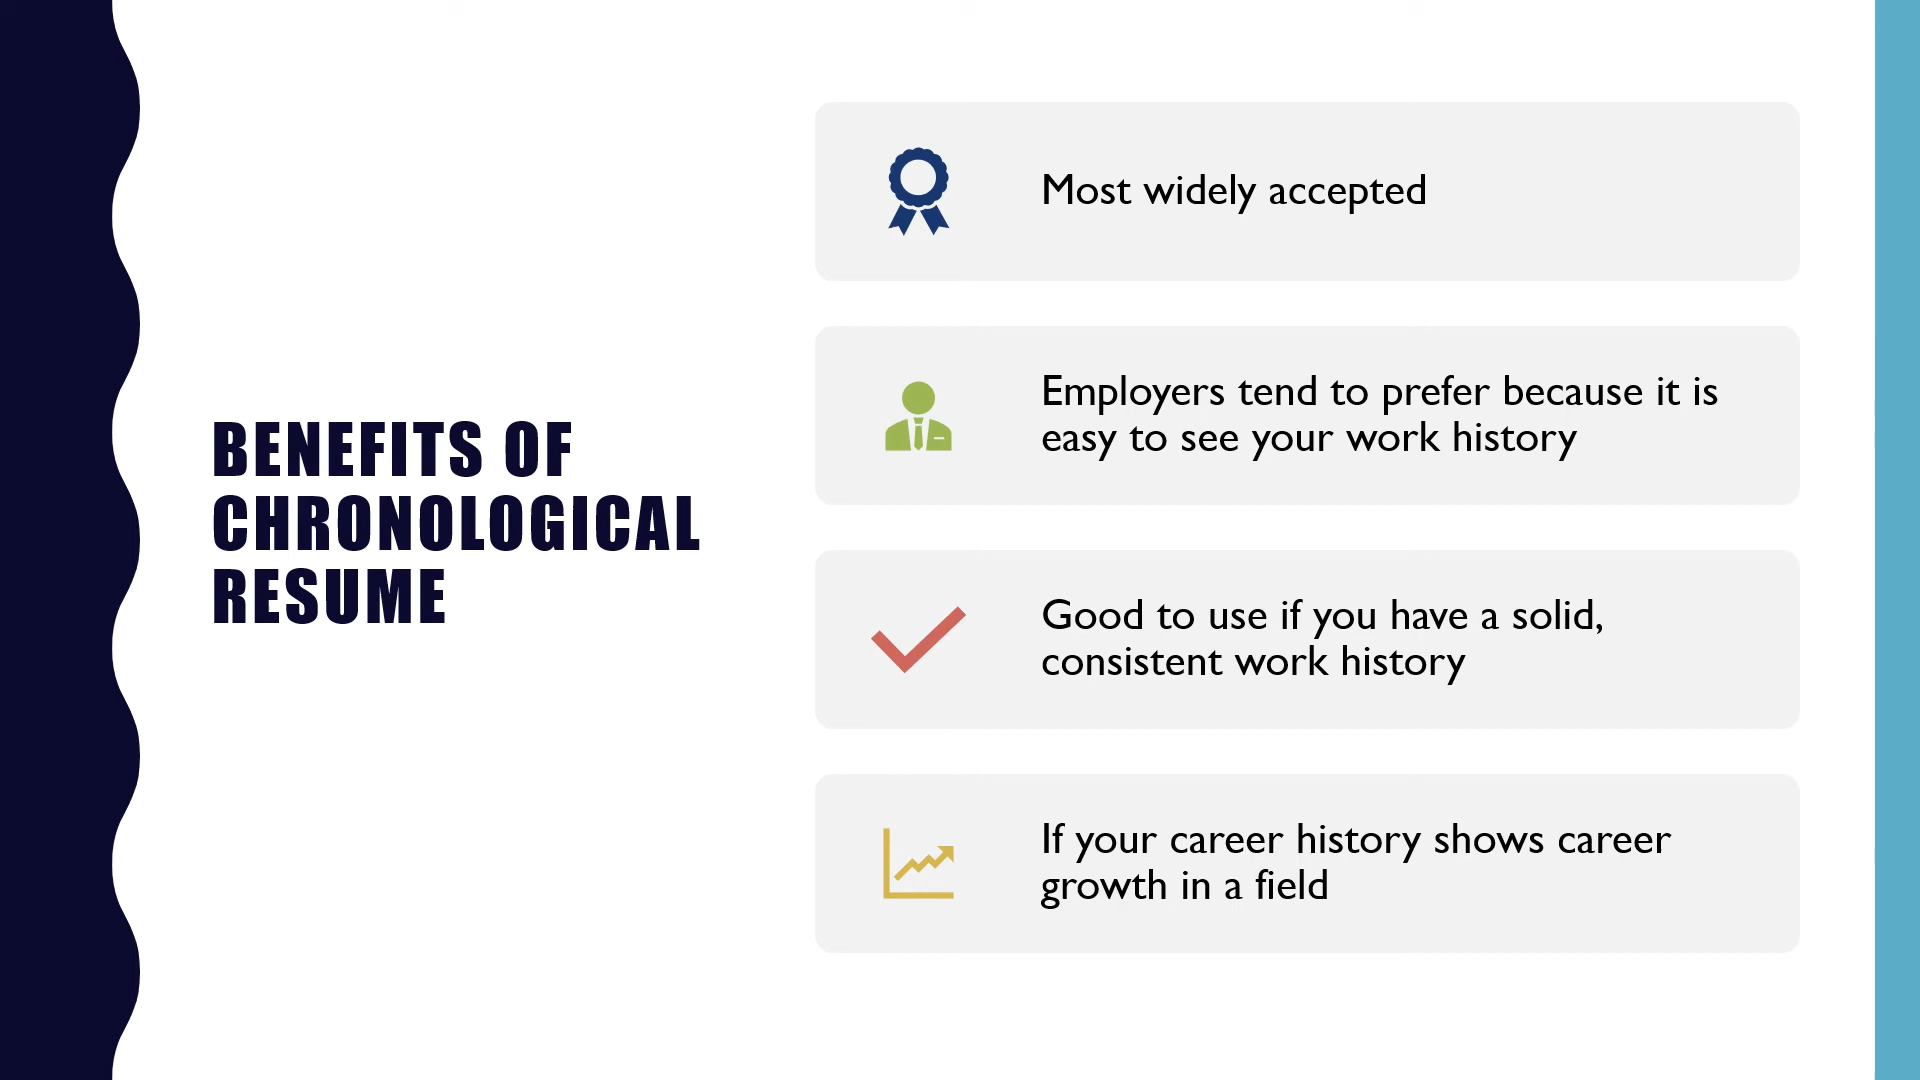 BENEFITS OF
CHRONOLOGICAL
RESUME
Most widely accepted
Employers tend to prefer because it is
easy to see your work history
Good to use if you have a solid,
consistent work history
If your career history shows career
growth in a field